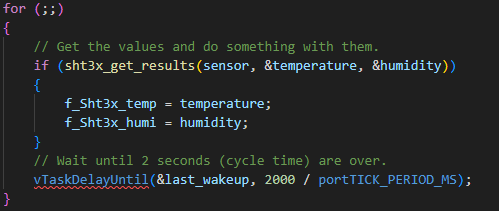 for (;;)
{
    // Get the values and do something with them.
    if (sht3x_get_results(sensor, &temperature, &humidity))
    {
        f_Sht3x_temp = temperature;
        f_Sht3x_humi = humidity;
    }
    // Wait until 2 seconds (cycle time) are over.
    vTaskDelayUntil(&last_wakeup, 2000 / portTICK_PERIOD_MS);
}